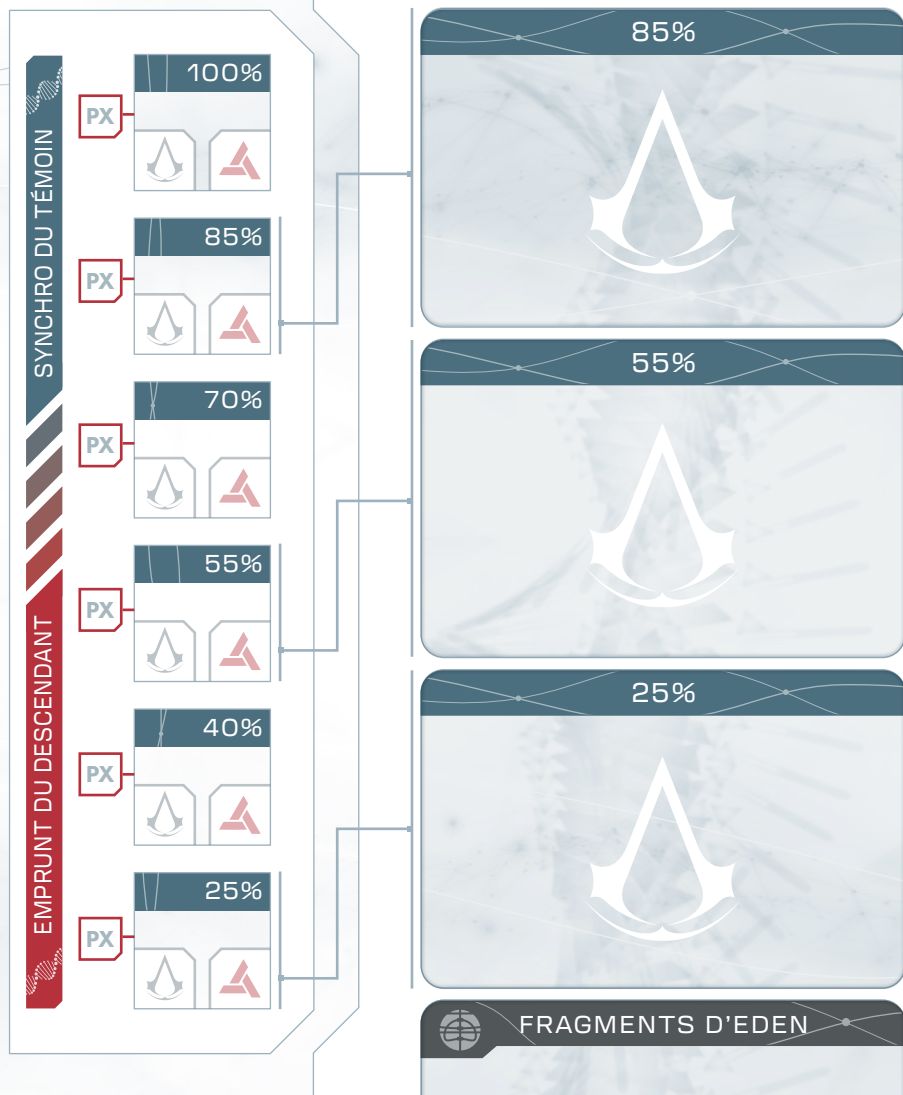 SYNCHRO DU TÉMOIN
EMPRUNT DU DESCENDANT
100%
PX
85%
PX
70%
PX
55%
PX
40%
PX
25%
PX
85%
55%
25%
FRAGMENTS D'EDEN